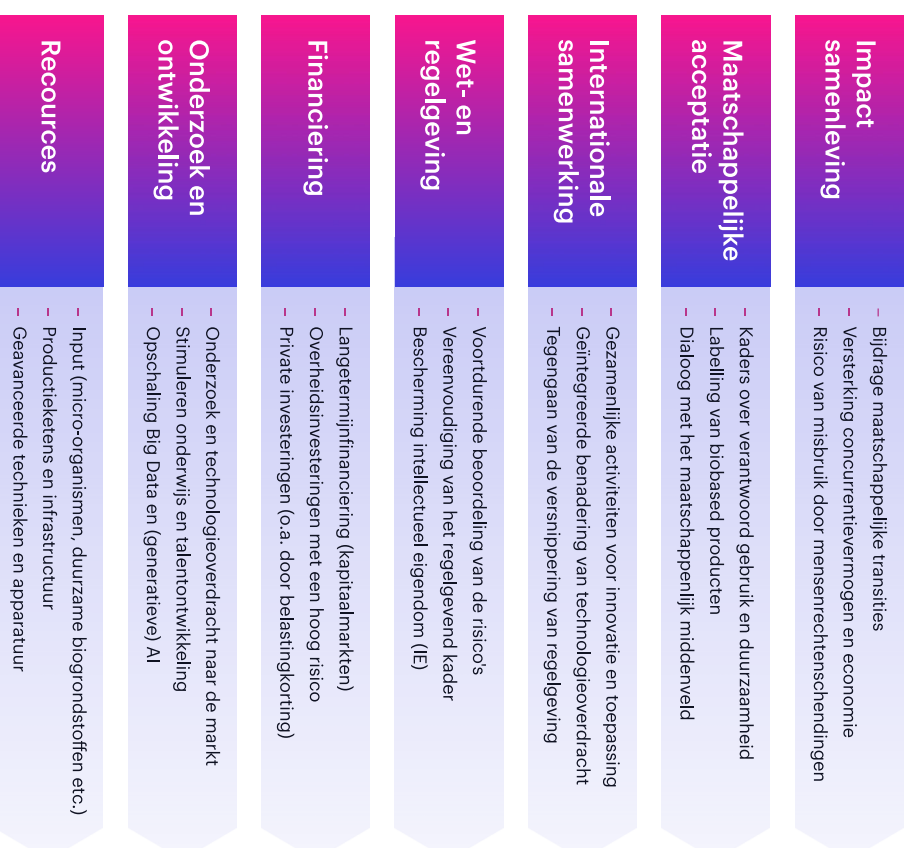 Impact
samenleving
– Bijdrage maatschappelijke transities
– Versterking concurrentievermogen en economie
– Risico van misbruik door mensenrechtenschendingen
Maatschappelijke
acceptatie
– Kaders over verantwoord gebruik en duurzaamheid
– Labelling van biobased producten
– Dialoog met het maatschappenlijk middenveld
Internationale
samenwerking
– Gezamenlijke activiteiten voor innovatie en toepassing
– Geïntegreerde benadering van technologieoverdracht
– Tegengaan van de versnippering van regelgeving
Wet- en
regelgeving
– Voortdurende beoordeling van de risico's
– Vereenvoudiging van het regelgevend kader
– Bescherming intellectueel eigendom (IE)
Financiering
– Langetermijnfinanciering (kapitaalmarkten)
– Overheidsinvesteringen met een hoog risico
– Private investeringen (o.a. door belastingkorting)
Onderzoek en
ontwikkeling
– Onderzoek en technologieoverdracht naar de markt
– Stimuleren onderwijs en talentontwikkeling
– Opschaling Big Data en (generatieve) AI
Recources
– Input (micro-organismen, duurzame biogrondstoffen etc.)
– Productieketens en infrastructuur
– Geavanceerde technieken en apparatuur